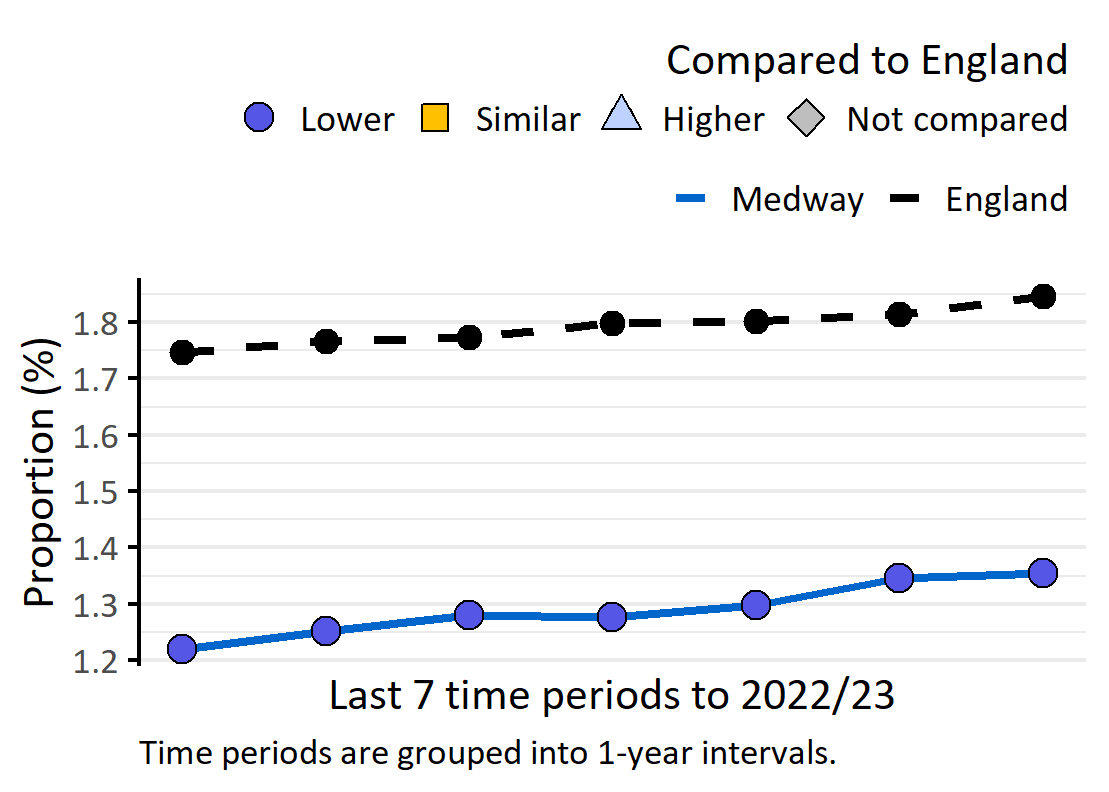 Compared to England
Lower Similar Higher Not compared
Medway England
Proportion (%)
1.8
1.7
1.6
1.5
1.4
1.3
1.2
Last 7 time periods to 2022/23
Time periods are grouped into 1-year intervals.